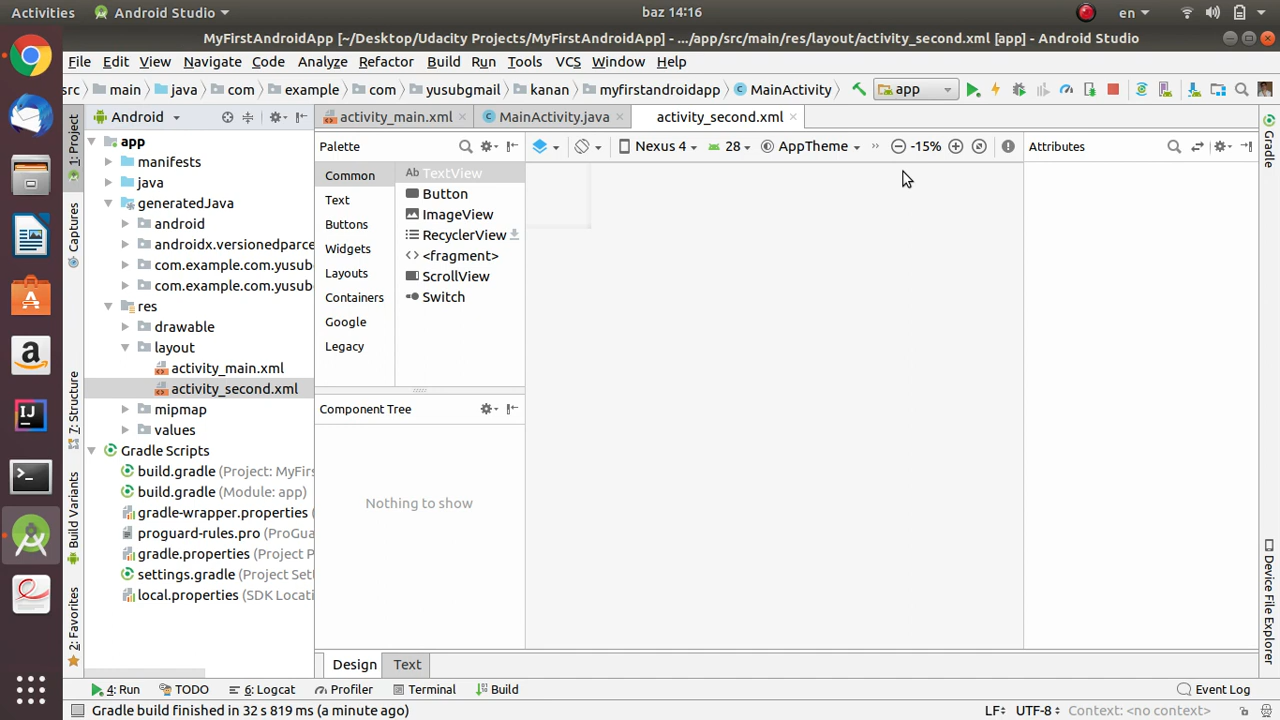 Activities
Android Studio
baz 14:16
en
MyFirstAndroidApp [~/Desktop/Udacity Projects/MyFirstAndroidApp] - .../app/src/main/res/layout/activity_second.xml [app] - Android Studio
File Edit View Navigate Code Analyze Refactor Build Run Tools VCS Window Help
src main java com example com yusubgmail kanan myfirstandroidapp MainActivity app
1: Project
Captures
7: Structure
Build Variants
2: Favorites
Android
app
manifests
java
generatedJava
android
androidx.versionedparce
com.example.com.yusub
com.example.com.yusub
res
drawable
layout
activity_main.xml
activity_second.xml
mipmap
values
Gradle Scripts
build.gradle (Project: MyFirs
build.gradle (Module: app)
gradle-wrapper.properties
proguard-rules.pro (ProGua
gradle.properties (Project P
settings.gradle (Project Set
local.properties (SDK Locati
activity_main.xml MainActivity.java activity_second.xml
Palette
Common
Text
Buttons
Widgets
Layouts
Containers
Google
Legacy
Ab TextView
Button
ImageView
RecyclerView
<fragment>
ScrollView
Switch
Nexus 4 28 AppTheme -15%
Attributes
Component Tree
Nothing to show
Design Text
Gradle
Device File Explorer
4: Run TODO 6: Logcat Profiler Terminal Build Event Log
Gradle build finished in 32 s 819 ms (a minute ago)
LF UTF-8 Context: <no context>